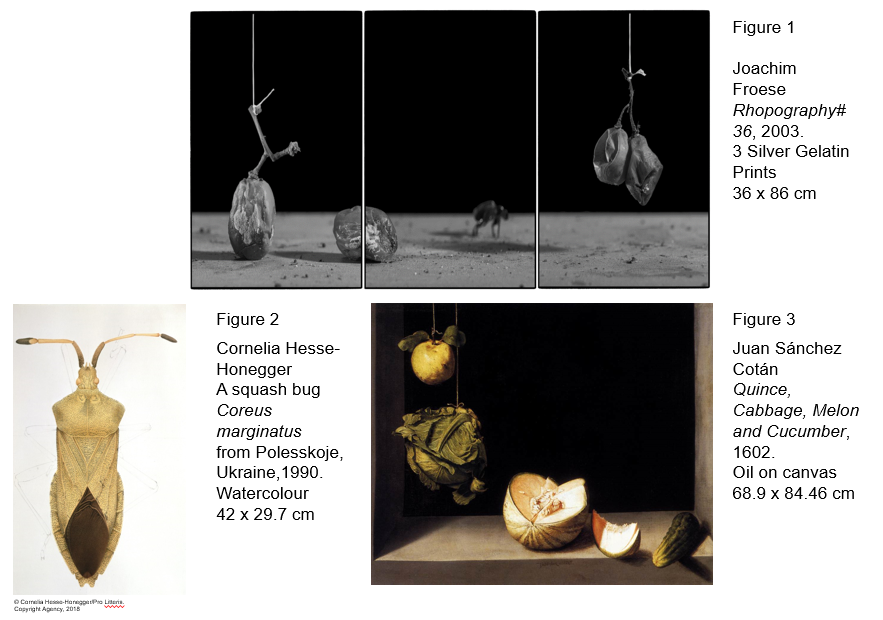 Figure 1
Joachim
Froese
Rhopography#
36, 2003.
3 Silver Gelatin
Prints
36 x 86 cm
Figure 2
Cornelia Hesse-
Honegger
A squash bug
Coreus
marginatus
from Polesskoje,
Ukraine,1990.
Watercolour
42 x 29.7 cm
© Cornelia Hesse-Honegger/Pro Litteris.
Copyright Agency, 2018
Figure 3
Juan Sánchez
Cotán
Quince,
Cabbage, Melon
and Cucumber,
1602.
Oil on canvas
68.9 x 84.46 cm